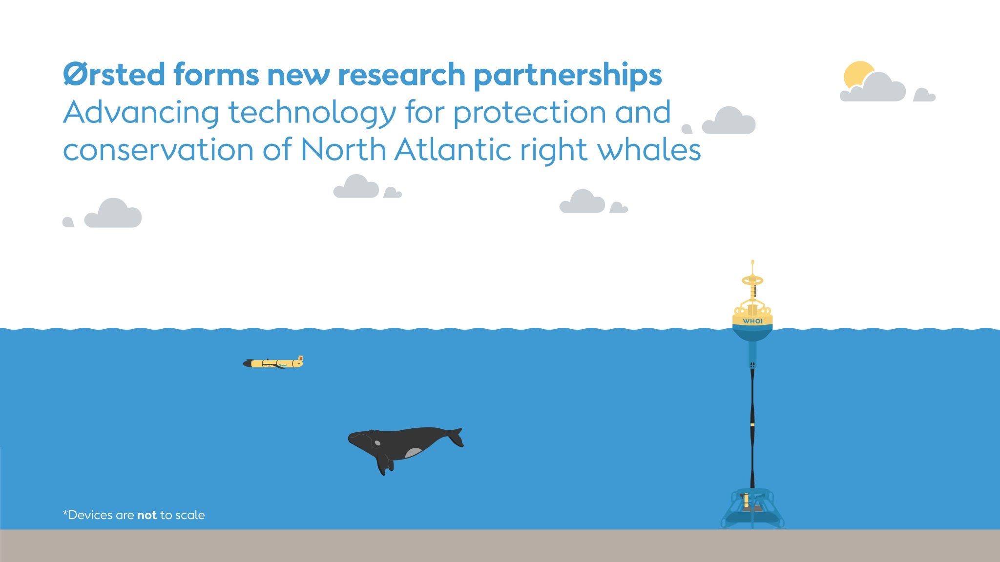 Ørsted forms new research partnerships
Advancing technology for protection and
conservation of North Atlantic right whales
WHOI
Ørsted
*Devices are not to scale